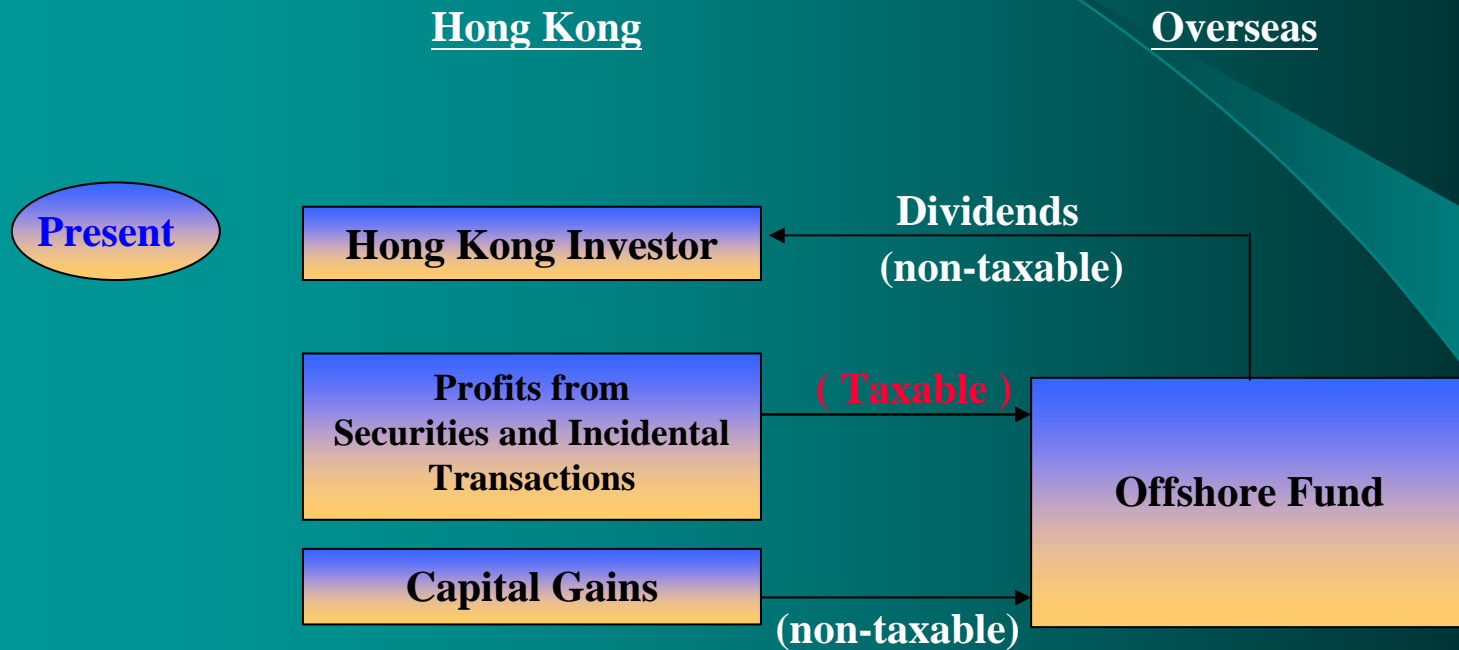 Hong Kong
Overseas
Present
Hong Kong Investor
Dividends
(non-taxable)
Profits from
Securities and Incidental
Transactions
( Taxable )
Offshore Fund
Capital Gains
(non-taxable)